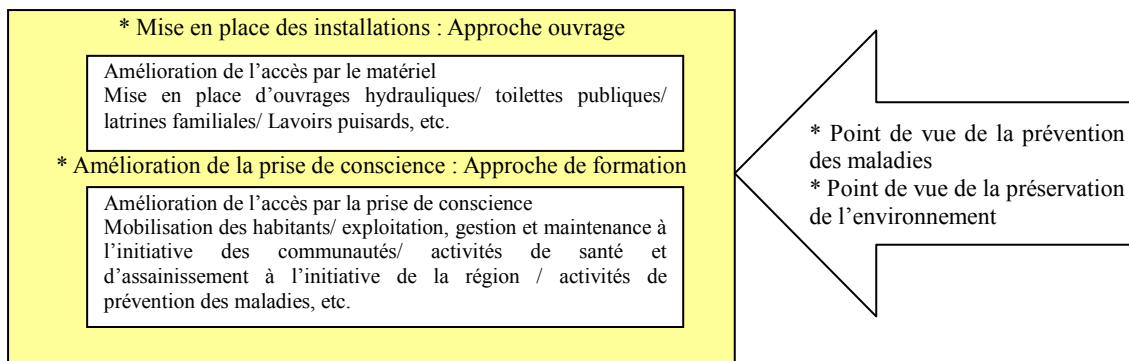 * Mise en place des installations : Approche ouvrage
Amélioration de l’accès par le matériel
Mise en place d’ouvrages hydrauliques/ toilettes publiques/
latrines familiales/ Lavoirs puisards, etc.
* Amélioration de la prise de conscience : Approche de formation
Amélioration de l’accès par la prise de conscience
Mobilisation des habitants/ exploitation, gestion et maintenance à
l’initiative des communautés/ activités de santé et
d’assainissement à l’initiative de la région / activités de
prévention des maladies, etc.
* Point de vue de la prévention
des maladies
* Point de vue de la préservation
de l’environnement